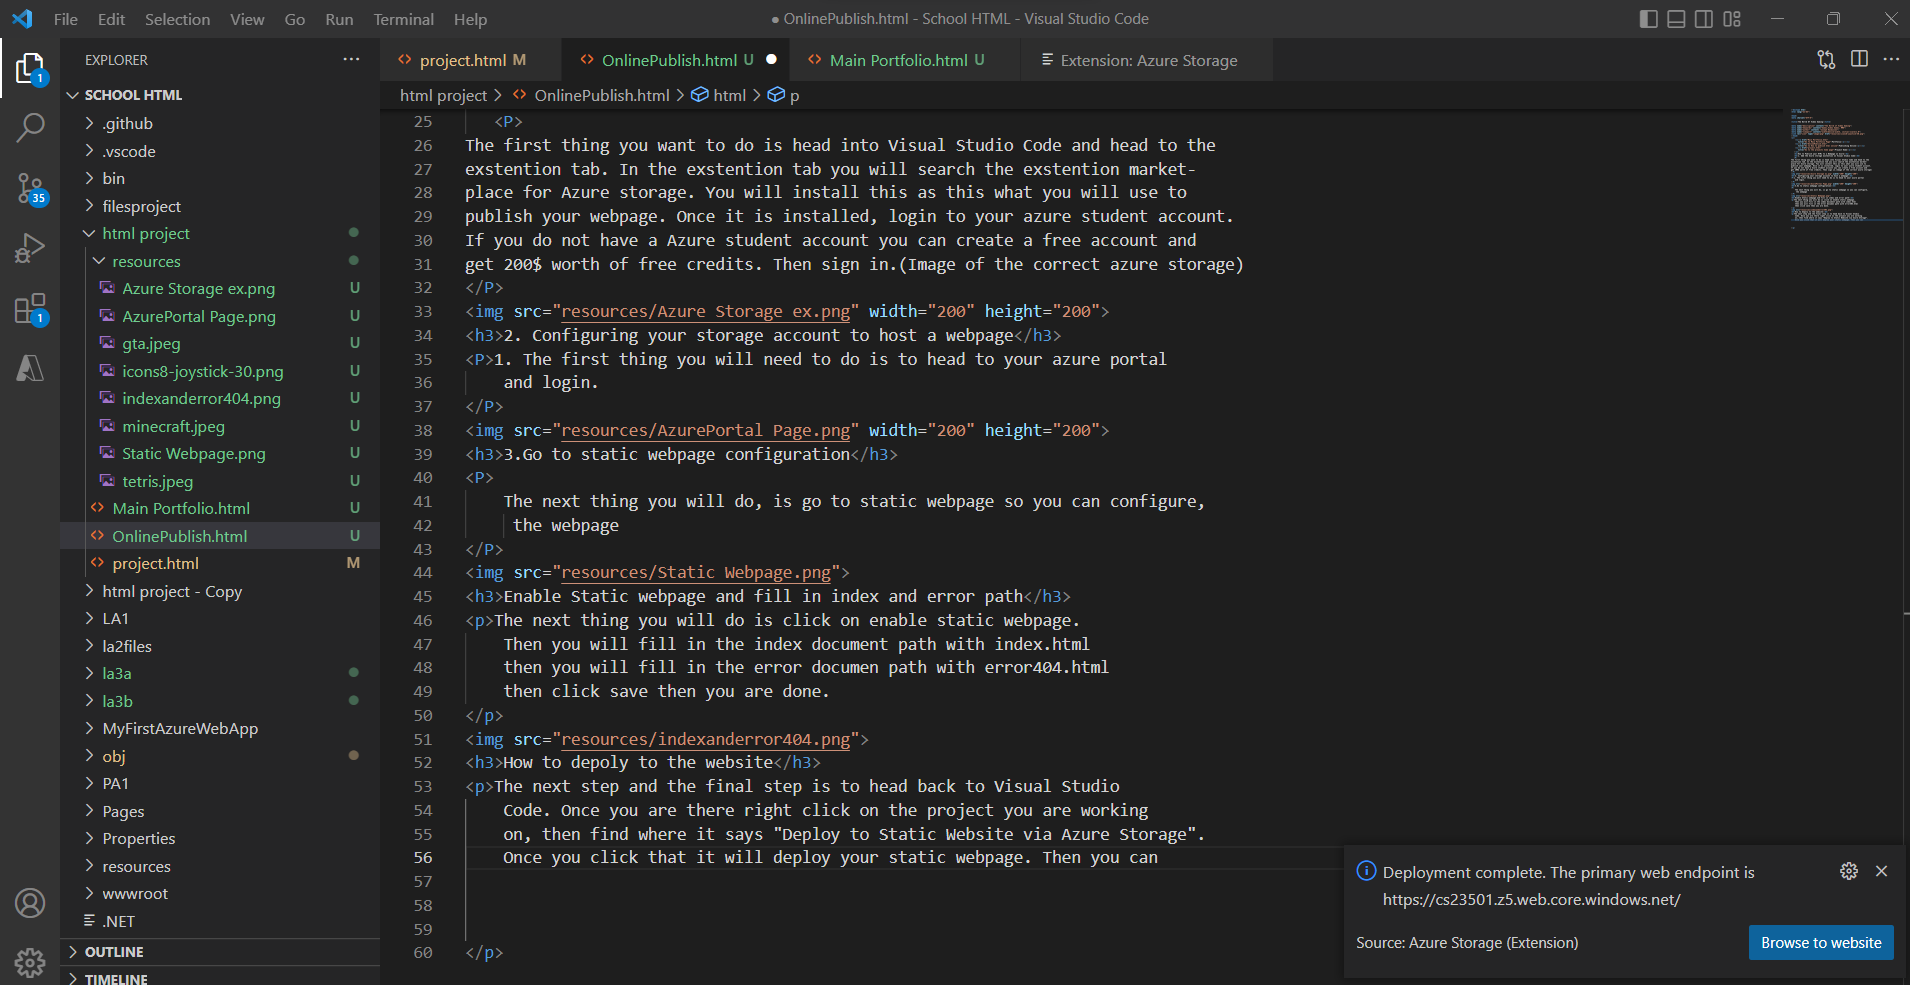 File Edit Selection View Go Run Terminal Help
● OnlinePublish.html - School HTML - Visual Studio Code
EXPLORER
SCHOOL HTML
.github
.vscode
bin
filesproject
html project
resources
Azure Storage ex.png U
AzurePortal Page.png U
gta.jpeg U
icons8-joystick-30.png U
indexanderror404.png U
minecraft.jpeg U
Static Webpage.png U
tetris.jpeg U
Main Portfolio.html U
OnlinePublish.html U
project.html M
html project - Copy
LA1
la2files
la3a
la3b
MyFirstAzureWebApp
obj
PA1
Pages
Properties
resources
wwwroot
.NET
OUTLINE
TIMELINE
1
35
1
project.html M
OnlinePublish.html U
Main Portfolio.html U
Extension: Azure Storage
html project > OnlinePublish.html > html > p
25 <P>
26 The first thing you want to do is head into Visual Studio Code and head to the
27 exstention tab. In the exstention tab you will search the exstention market-
28 place for Azure storage. You will install this as this what you will use to
29 publish your webpage. Once it is installed, login to your azure student account.
30 If you do not have a Azure student account you can create a free account and
31 get 200$ worth of free credits. Then sign in.(Image of the correct azure storage)
32 </P>
33 <img src="resources/Azure Storage ex.png" width="200" height="200">
34 <h3>2. Configuring your storage account to host a webpage</h3>
35 <P>1. The first thing you will need to do is to head to your azure portal
36 and login.
37 </P>
38 <img src="resources/AzurePortal Page.png" width="200" height="200">
39 <h3>3.Go to static webpage configuration</h3>
40 <P>
41 The next thing you will do, is go to static webpage so you can configure,
42 the webpage
43 </P>
44 <img src="resources/Static Webpage.png">
45 <h3>Enable Static webpage and fill in index and error path</h3>
46 <p>The next thing you will do is click on enable static webpage.
47 Then you will fill in the index document path with index.html
48 then you will fill in the error documen path with error404.html
49 then click save then you are done.
50 </p>
51 <img src="resources/indexanderror404.png">
52 <h3>How to depoly to the website</h3>
53 <p>The next step and the final step is to head back to Visual Studio
54 Code. Once you are there right click on the project you are working
55 on, then find where it says "Deploy to Static Website via Azure Storage".
56 Once you click that it will deploy your static webpage. Then you can
57
58
59
60 </p>
Deployment complete. The primary web endpoint is
https://cs23501.z5.web.core.windows.net/
Source: Azure Storage (Extension)
Browse to website